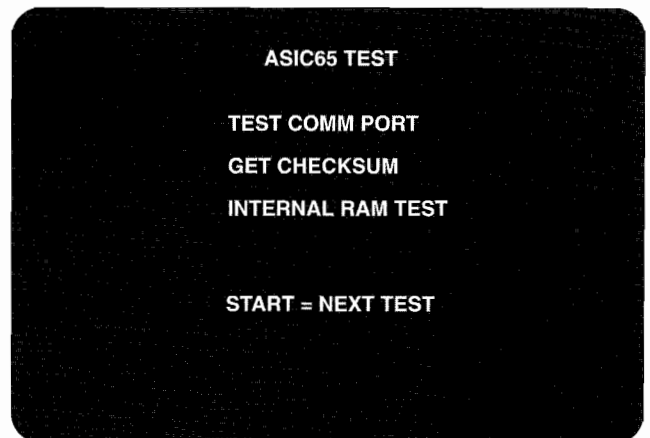 ASIC65 TEST
TEST COMM PORT
GET CHECKSUM
INTERNAL RAM TEST
START = NEXT TEST